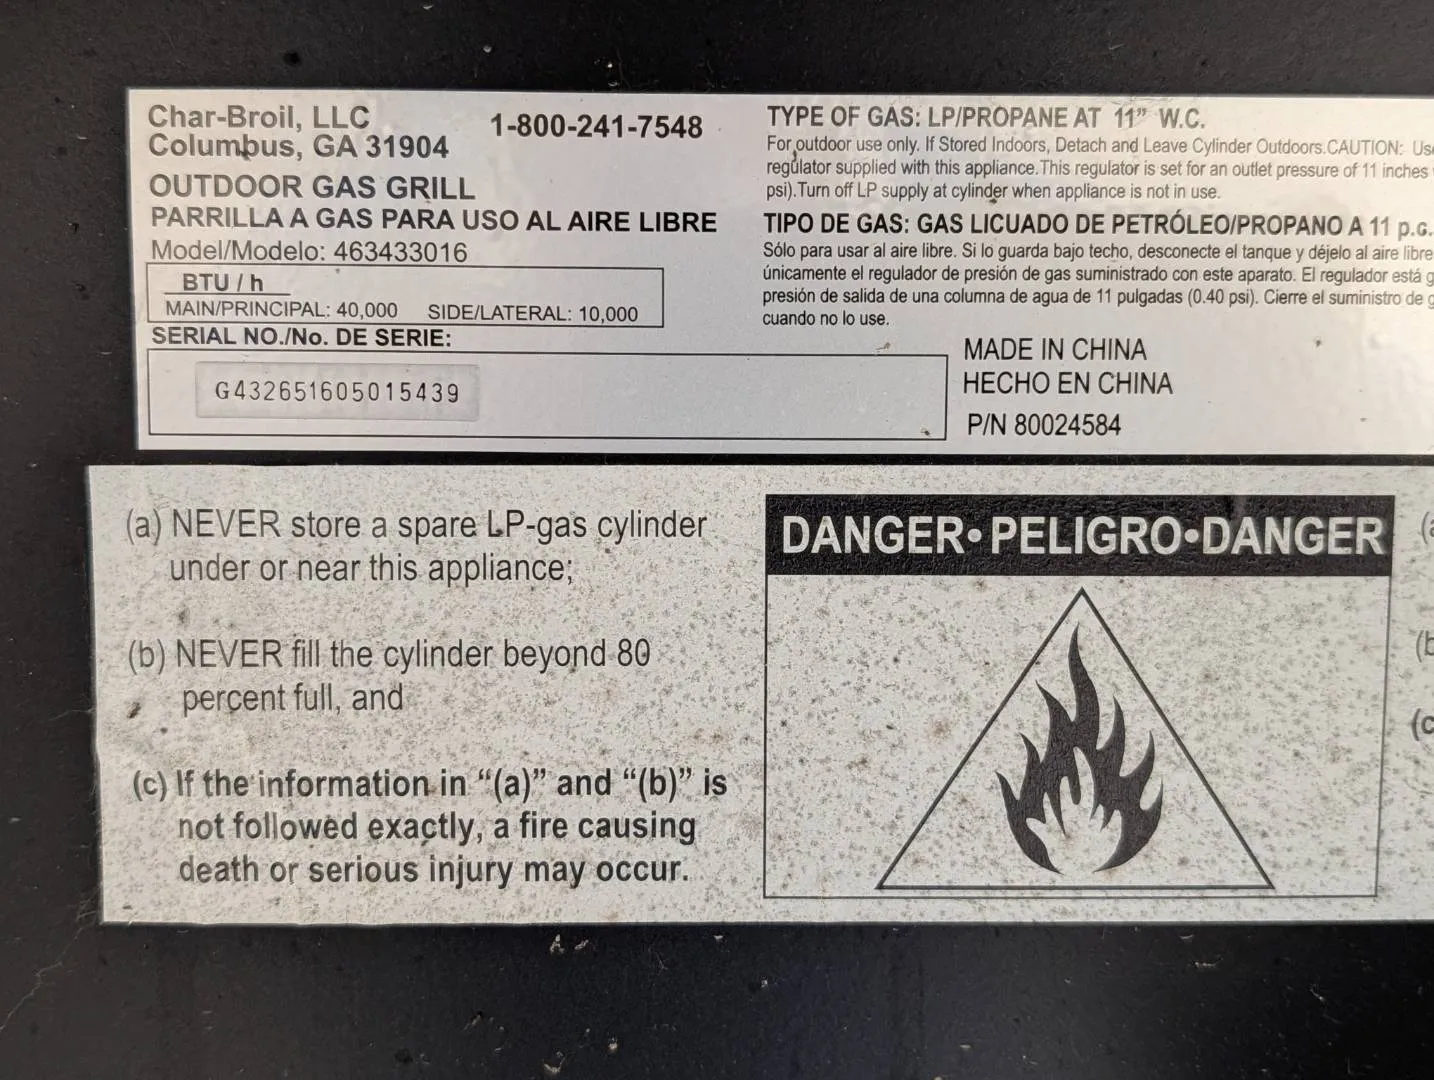 Char-Broil, LLC
Columbus, GA 31904
1-800-241-7548
OUTDOOR GAS GRILL
PARRILLA A GAS PARA USO AL AIRE LIBRE
Model/Modelo: 463433016
BTU / h
MAIN/PRINCIPAL: 40,000 SIDE/LATERAL: 10,000
SERIAL NO./No. DE SERIE:
G432651605015439
TYPE OF GAS: LP/PROPANE AT 11” W.C.
For outdoor use only. If Stored Indoors, Detach and Leave Cylinder Outdoors.CAUTION:
regulator supplied with this appliance.This regulator is set for an outlet pressure of 11 inches
psi).Turn off LP supply at cylinder when appliance is not in use.
TIPO DE GAS: GAS LICUADO DE PETRÓLEO/PROPANO A 11 p.c.
Sólo para usar al aire libre. Si lo guarda bajo techo, desconecte el tanque y déjelo al aire libre
únicamente el regulador de presión de gas suministrado con este aparato. El regulador está
presión de salida de una columna de agua de 11 pulgadas (0.40 psi). Cierre el suministro de
cuando no lo use.
MADE IN CHINA
HECHO EN CHINA
P/N 80024584
(a) NEVER store a spare LP-gas cylinder
under or near this appliance;
(b) NEVER fill the cylinder beyond 80
percent full, and
(c) If the information in “(a)” and “(b)” is
not followed exactly, a fire causing
death or serious injury may occur.
DANGER•PELIGRO•DANGER